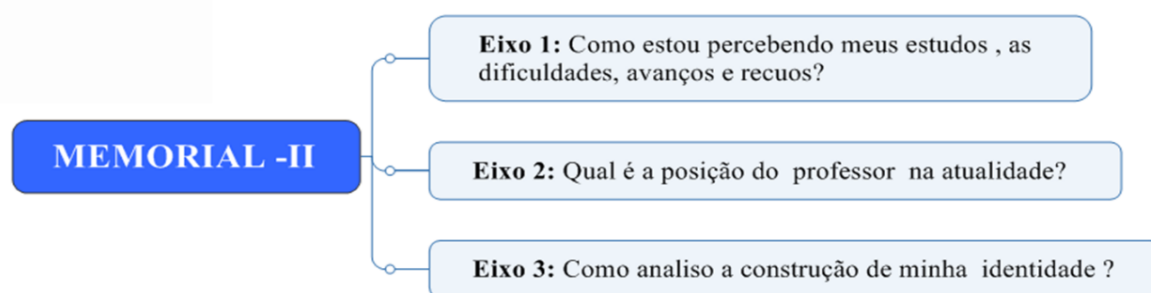 MEMORIAL -II
Eixo 1: Como estou percebendo meus estudos , as
dificuldades, avanços e recuos?
Eixo 2: Qual é a posição do professor na atualidade?
Eixo 3: Como analiso a construção de minha identidade ?